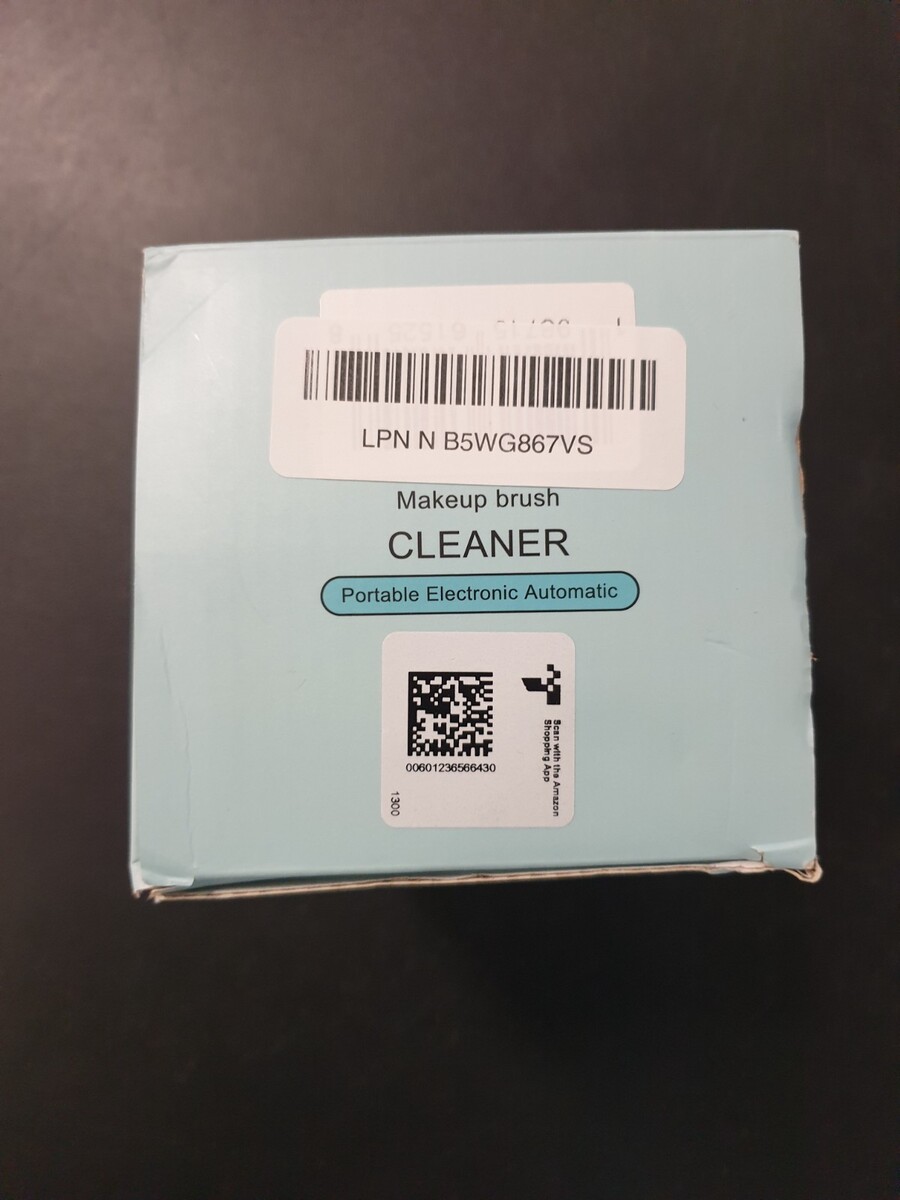 LPN N B5WG867VS
Makeup brush
CLEANER
Portable Electronic Automatic
00601236566430
1300
Scan with the Amazon
Shopping App